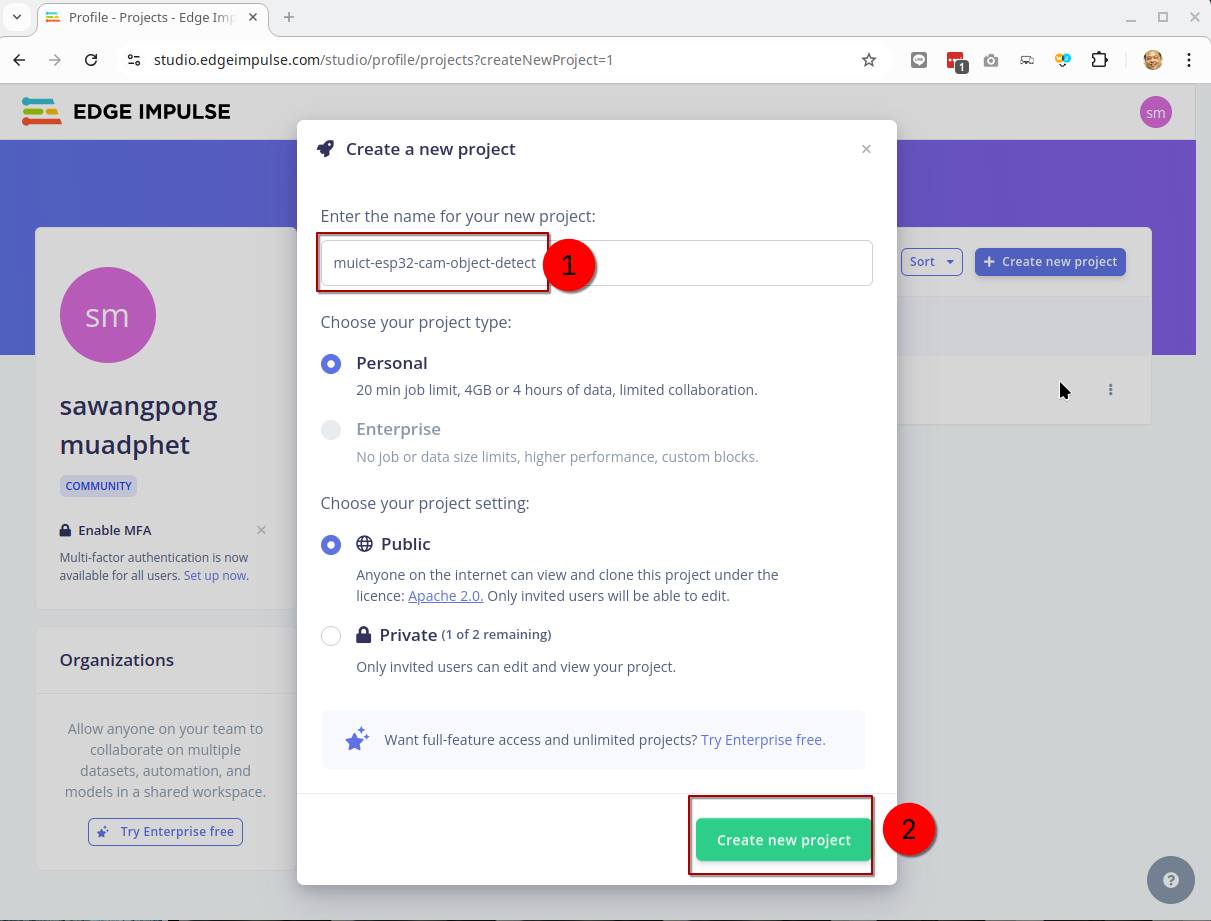 Profile - Projects - Edge Imp
studio.edgeimpulse.com/studio/profile/projects?createNewProject=1
1
EDGE IMPULSE
sm
Create a new project
Enter the name for your new project:
muict-esp32-cam-object-detect
1
Sort
+ Create new project
sm
Choose your project type:
Personal
20 min job limit, 4GB or 4 hours of data, limited collaboration.
sawangpong
muadphet
Enterprise
No job or data size limits, higher performance, custom blocks.
COMMUNITY
Choose your project setting:
Enable MFA
Multi-factor authentication is now
available for all users. Set up now.
Public
Anyone on the internet can view and clone this project under the
licence: Apache 2.0. Only invited users will be able to edit.
Private (1 of 2 remaining)
Only invited users can edit and view your project.
Organizations
Allow anyone on your team to
collaborate on multiple
datasets, automation, and
models in a shared workspace.
Try Enterprise free
Want full-feature access and unlimited projects? Try Enterprise free.
Create new project
2
?